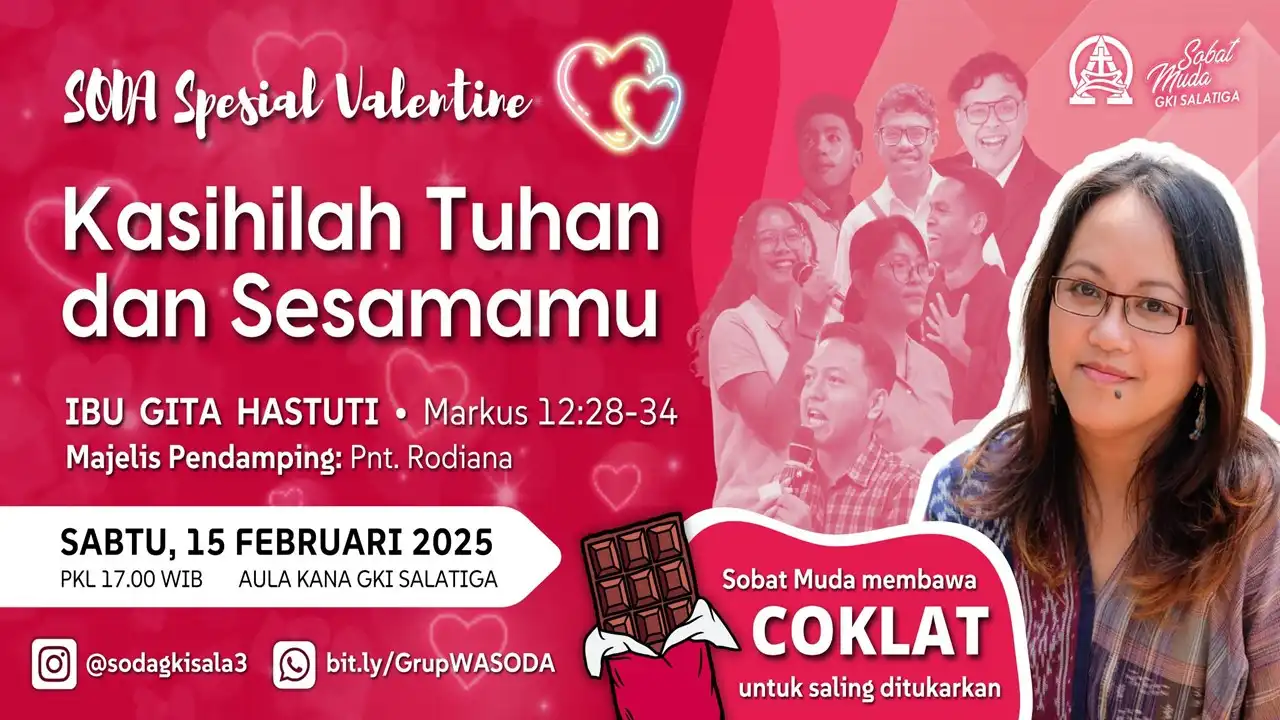 SODA Spesial Valentine
Sobat
Muda
GKI SALATIGA
Kasihilah Tuhan
dan Sesamamu
IBU GITA HASTUTI • Markus 12:28-34
Majelis Pendamping: Pnt. Rodiana
SABTU, 15 FEBRUARI 2025
PKL 17.00 WIB AULA KANA GKI SALATIGA
@sodagkisala3 bit.ly/GrupWASODA
Sobat Muda membawa
COKLAT
untuk saling ditukarkan